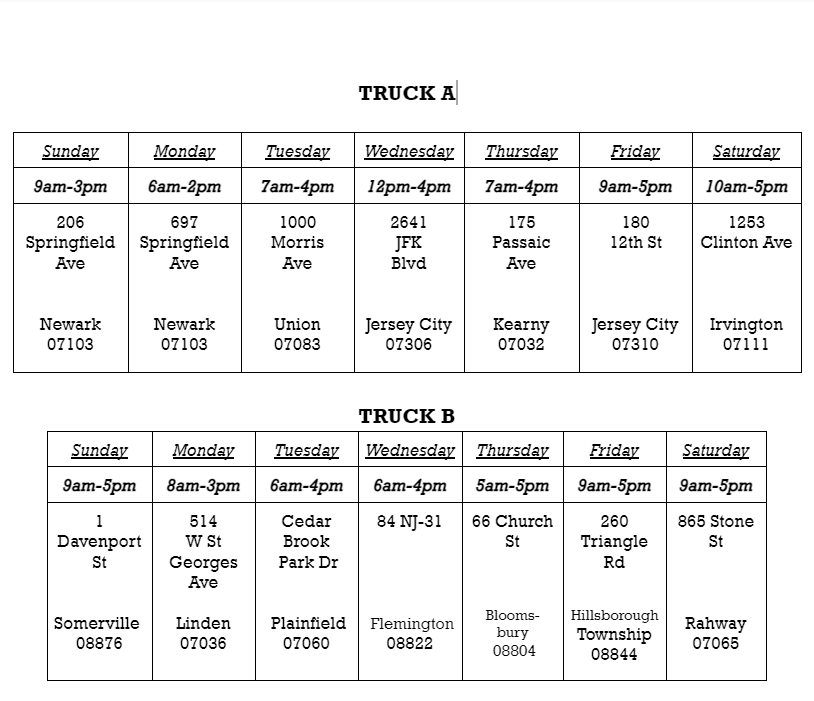 TRUCK A
Sunday Monday Tuesday Wednesday Thursday Friday Saturday
9am-3pm 6am-2pm 7am-4pm 12pm-4pm 7am-4pm 9am-5pm 10am-5pm
206 697 1000 2641 175 180 1253
Springfield Springfield Morris JFK Passaic 12th St Clinton Ave
Ave Ave Ave Blvd Ave
Newark Newark Union Jersey City Kearny Jersey City Irvington
07103 07103 07083 07306 07032 07310 07111
TRUCK B
Sunday Monday Tuesday Wednesday Thursday Friday Saturday
9am-5pm 8am-3pm 6am-4pm 6am-4pm 5am-5pm 9am-5pm 9am-5pm
1 514 Cedar 84 NJ-31 66 Church 260 865 Stone
Davenport W St Brook St Triangle St
St Georges Park Dr Rd
Ave
Somerville Linden Plainfield Flemington Blooms- Hillsborough Rahway
08876 07036 07060 08822 bury Township 07065
08804 08844